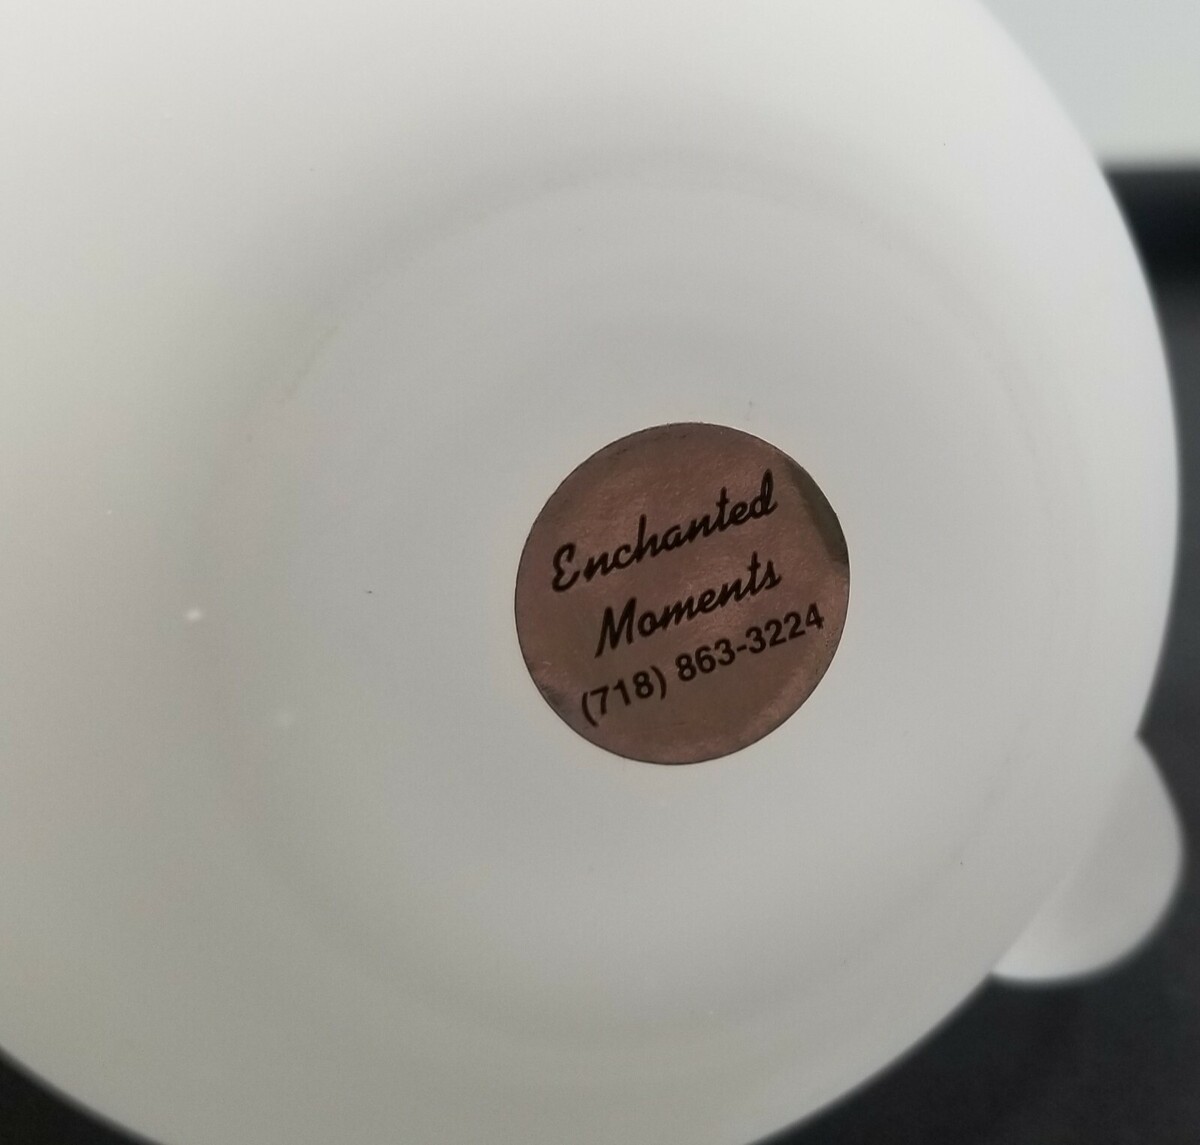 Enchanted
Moments
(718) 863-3224